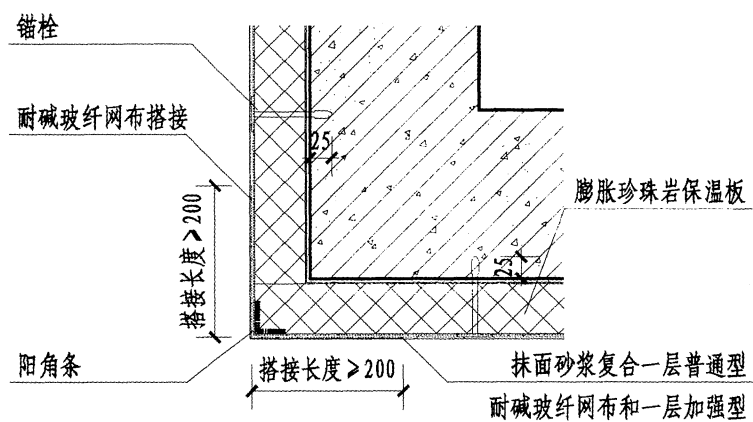 锚栓
耐碱玻纤网布搭接
25
膨胀珍珠岩保温板
搭接长度≥200
25
阳角条
搭接长度≥200
抹面砂浆复合一层普通型
耐碱玻纤网布和一层加强型